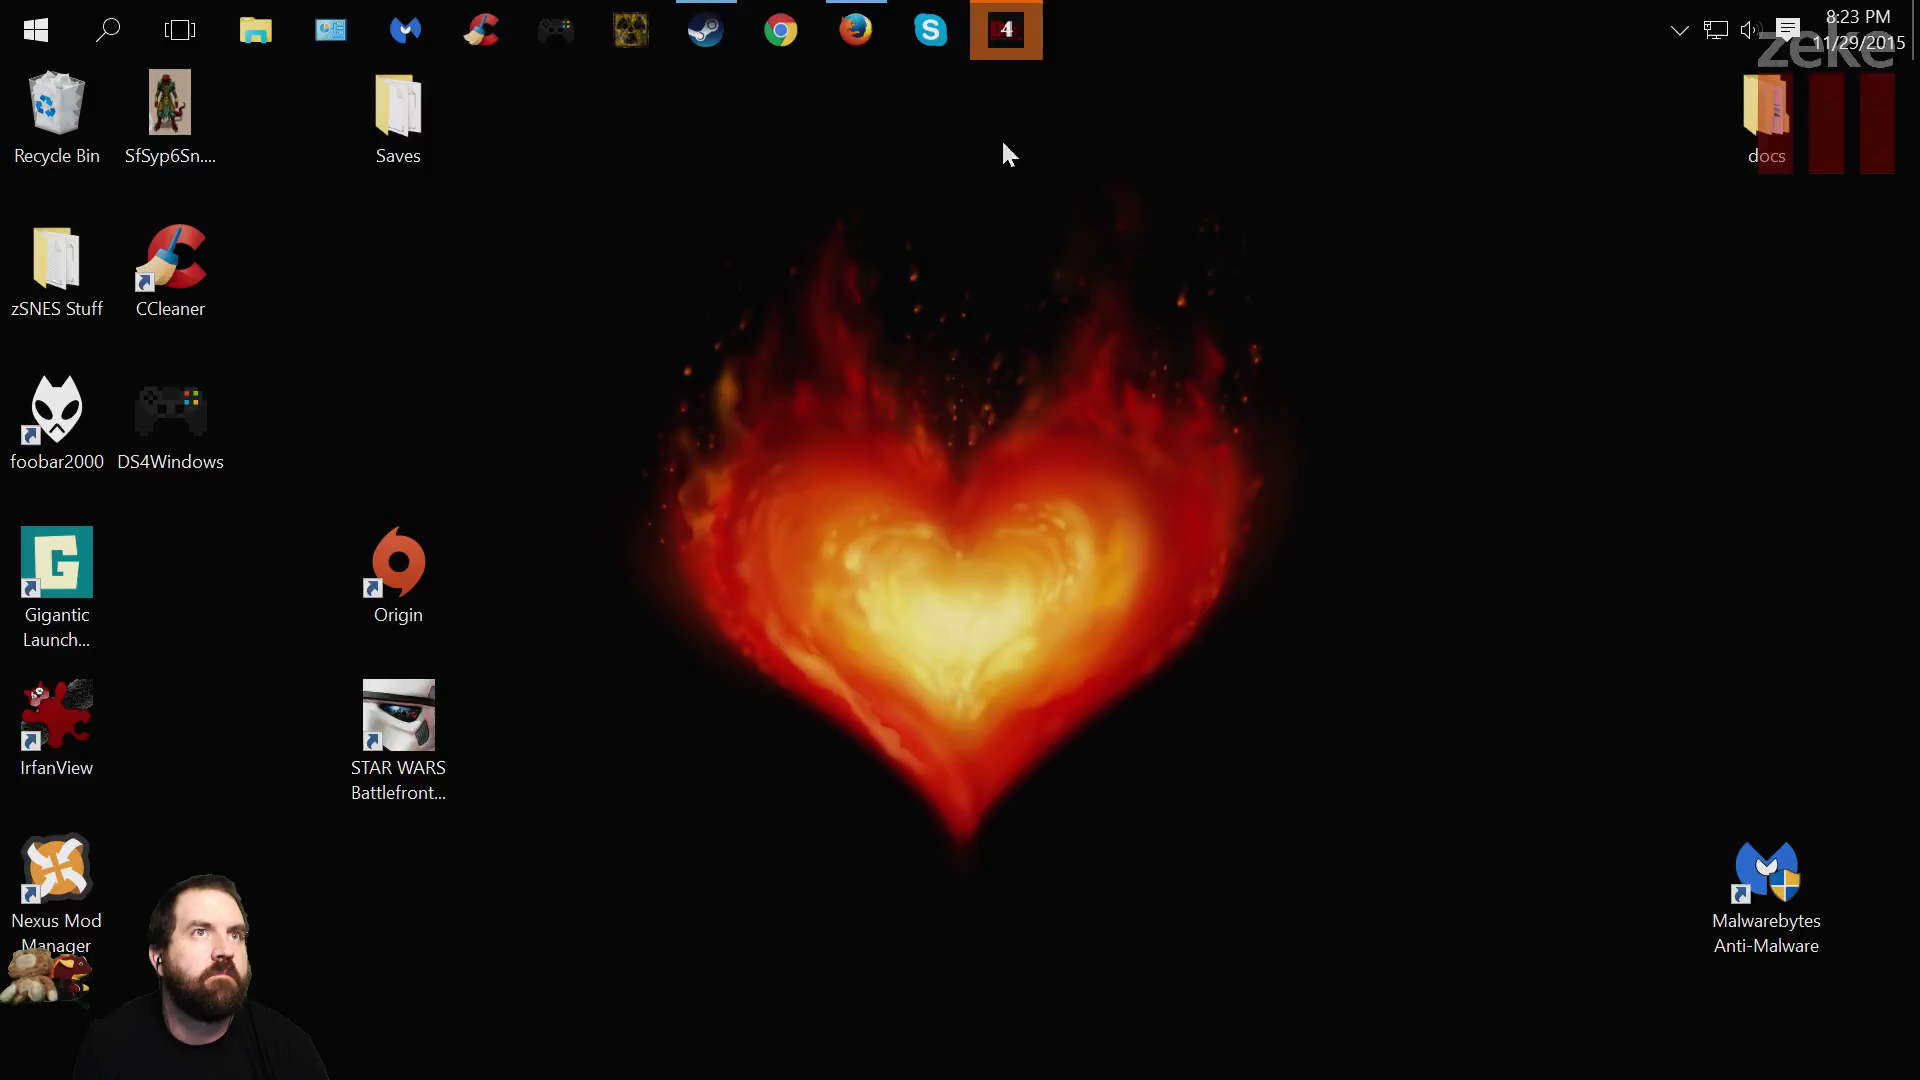 4
8:23 PM
11/29/2015
zeke
Recycle Bin
SfSyp6Sn....
Saves
docs
zSNES Stuff
CCleaner
foobar2000
DS4Windows
Gigantic
Launch...
Origin
IrfanView
STAR WARS
Battlefront...
Nexus Mod
Manager
Malwarebytes
Anti-Malware